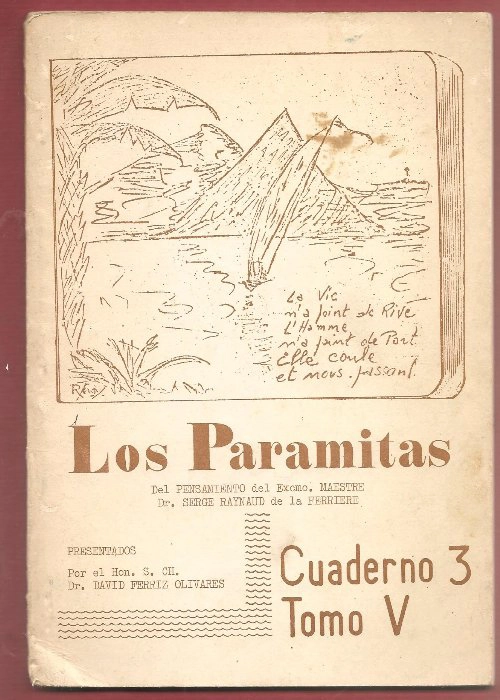 La Vie
n'a point de Rive
L'Homme
n'a point de Port.
Elle coule
et nous passons!
Los Paramitas
Del PENSAMIENTO del Excmo. MAESTRE
Dr. SERGE RAYNAUD de la FERRIERE
PRESENTADOS
Por el Hon. S. CH.
Dr. DAVID FERRIZ OLIVARES
Cuaderno 3
Tomo V